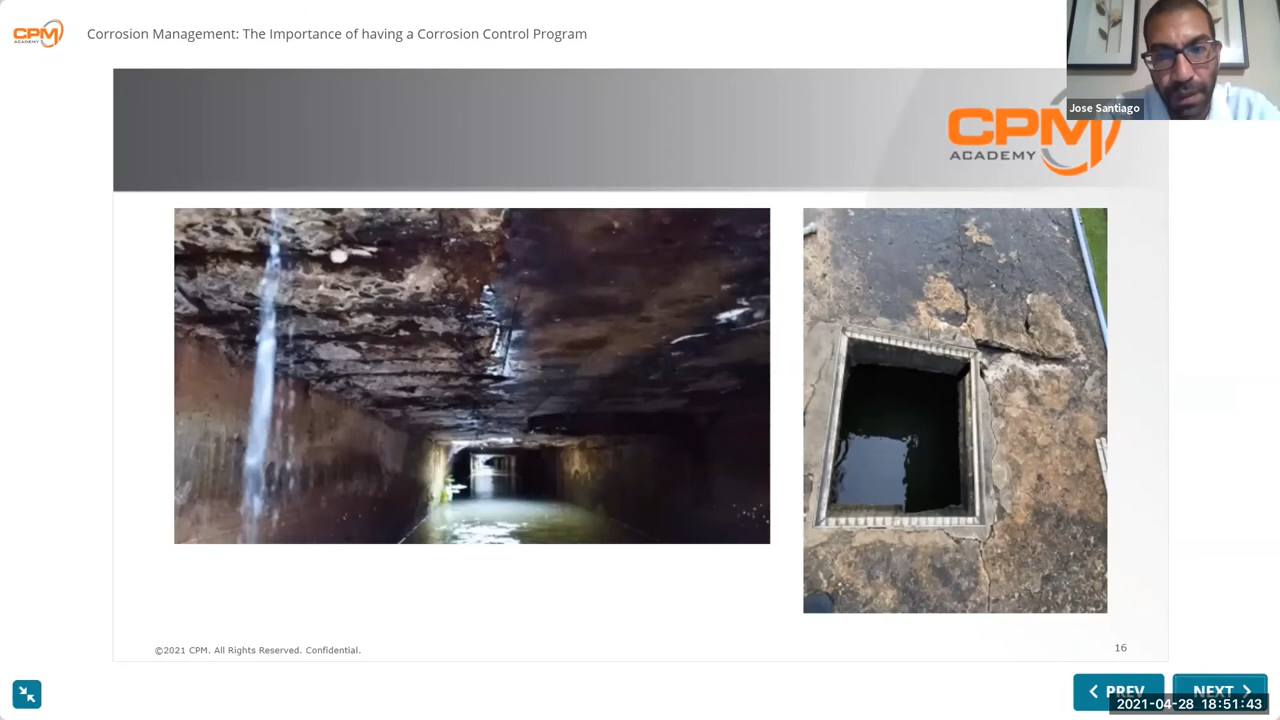 CPM
ACADEMY
Corrosion Management: The Importance of having a Corrosion Control Program
Jose Santiago
CPM
ACADEMY
©2021 CPM. All Rights Reserved. Confidential.
16
PREV
NEXT
2021-04-28 18:51:43